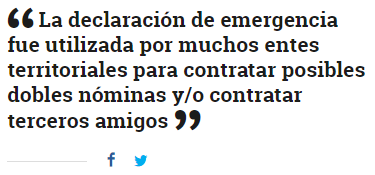 ❝ La declaración de emergencia
fue utilizada por muchos entes
territoriales para contratar posibles
dobles nóminas y/o contratar
terceros amigos ❞